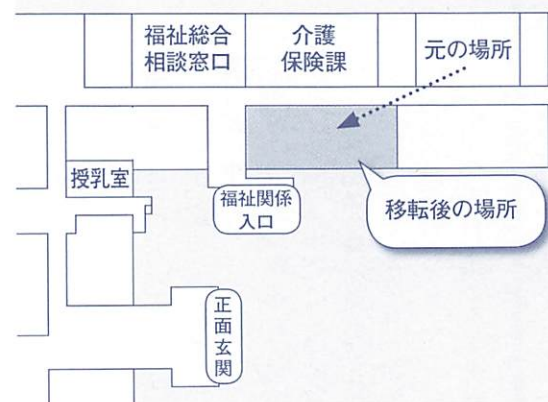 福祉総合
相談窓口
介護
保険課
元の場所
授乳室
福祉関係
入口
移転後の場所
正面玄関